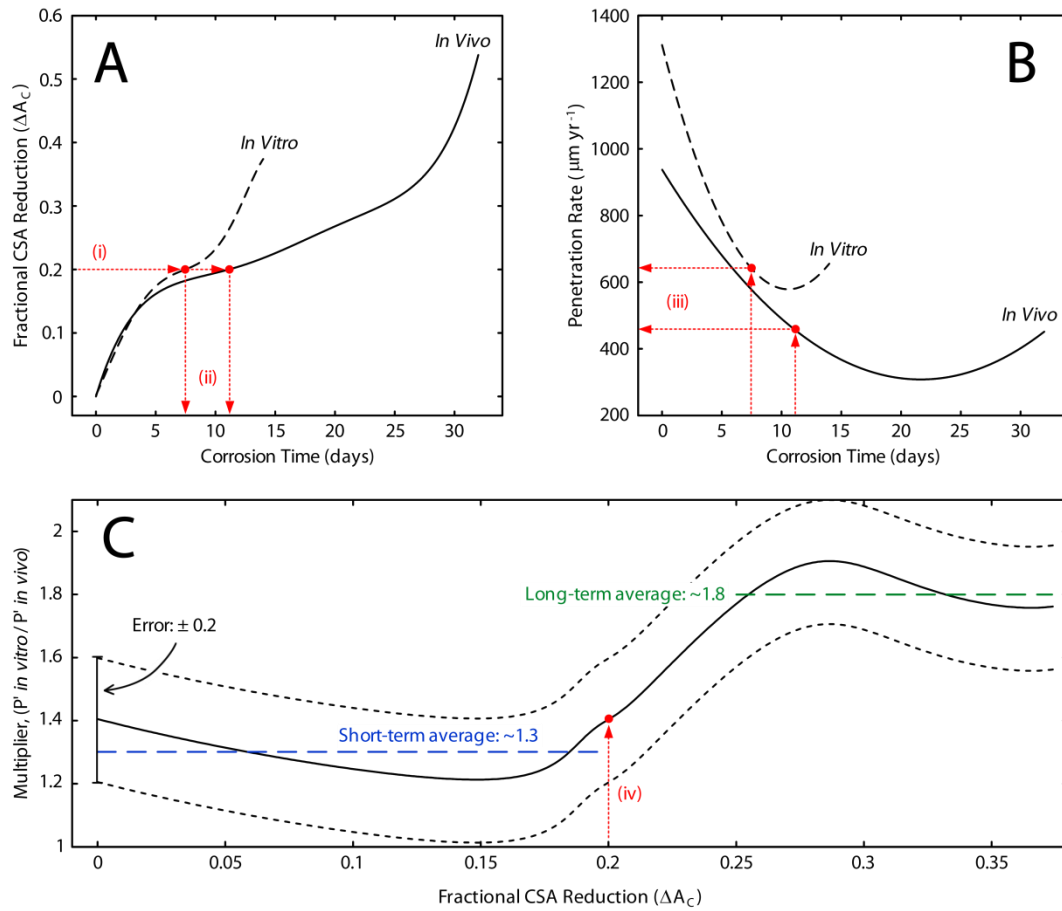 A
Fractional CSA Reduction (ΔA_C)
0.6
0.5
0.4
0.3
0.2
0.1
0
In Vivo
In Vitro
(i)
(ii)
0 5 10 15 20 25 30
Corrosion Time (days)
B
Penetration Rate (μm yr⁻¹)
1400
1200
1000
800
600
400
200
In Vitro
(iii)
In Vivo
0 5 10 15 20 25 30
Corrosion Time (days)
C
Multiplier, (P' in vitro / P' in vivo)
2
1.8
1.6
1.4
1.2
1
Long-term average: ~1.8
Error: ± 0.2
Short-term average: ~1.3
(iv)
0 0.05 0.1 0.15 0.2 0.25 0.3 0.35
Fractional CSA Reduction (ΔA_C)